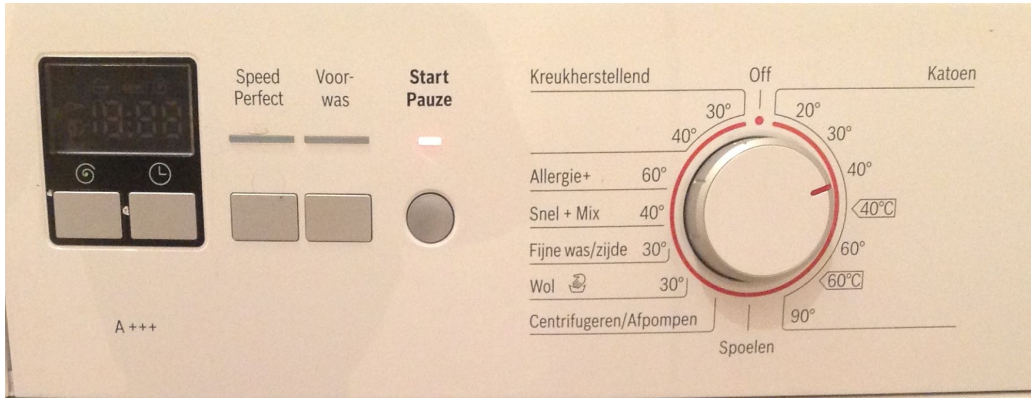 Speed
Perfect
Voor-
was
Start
Pauze
A +++
Kreukherstellend
Off
Katoen
30°
40°
Allergie+ 60°
Snel + Mix 40°
Fijne was/zijde 30°
Wol 30°
Centrifugeren/Afpompen
Spoelen
20°
30°
40°
40°C
60°
60°C
90°